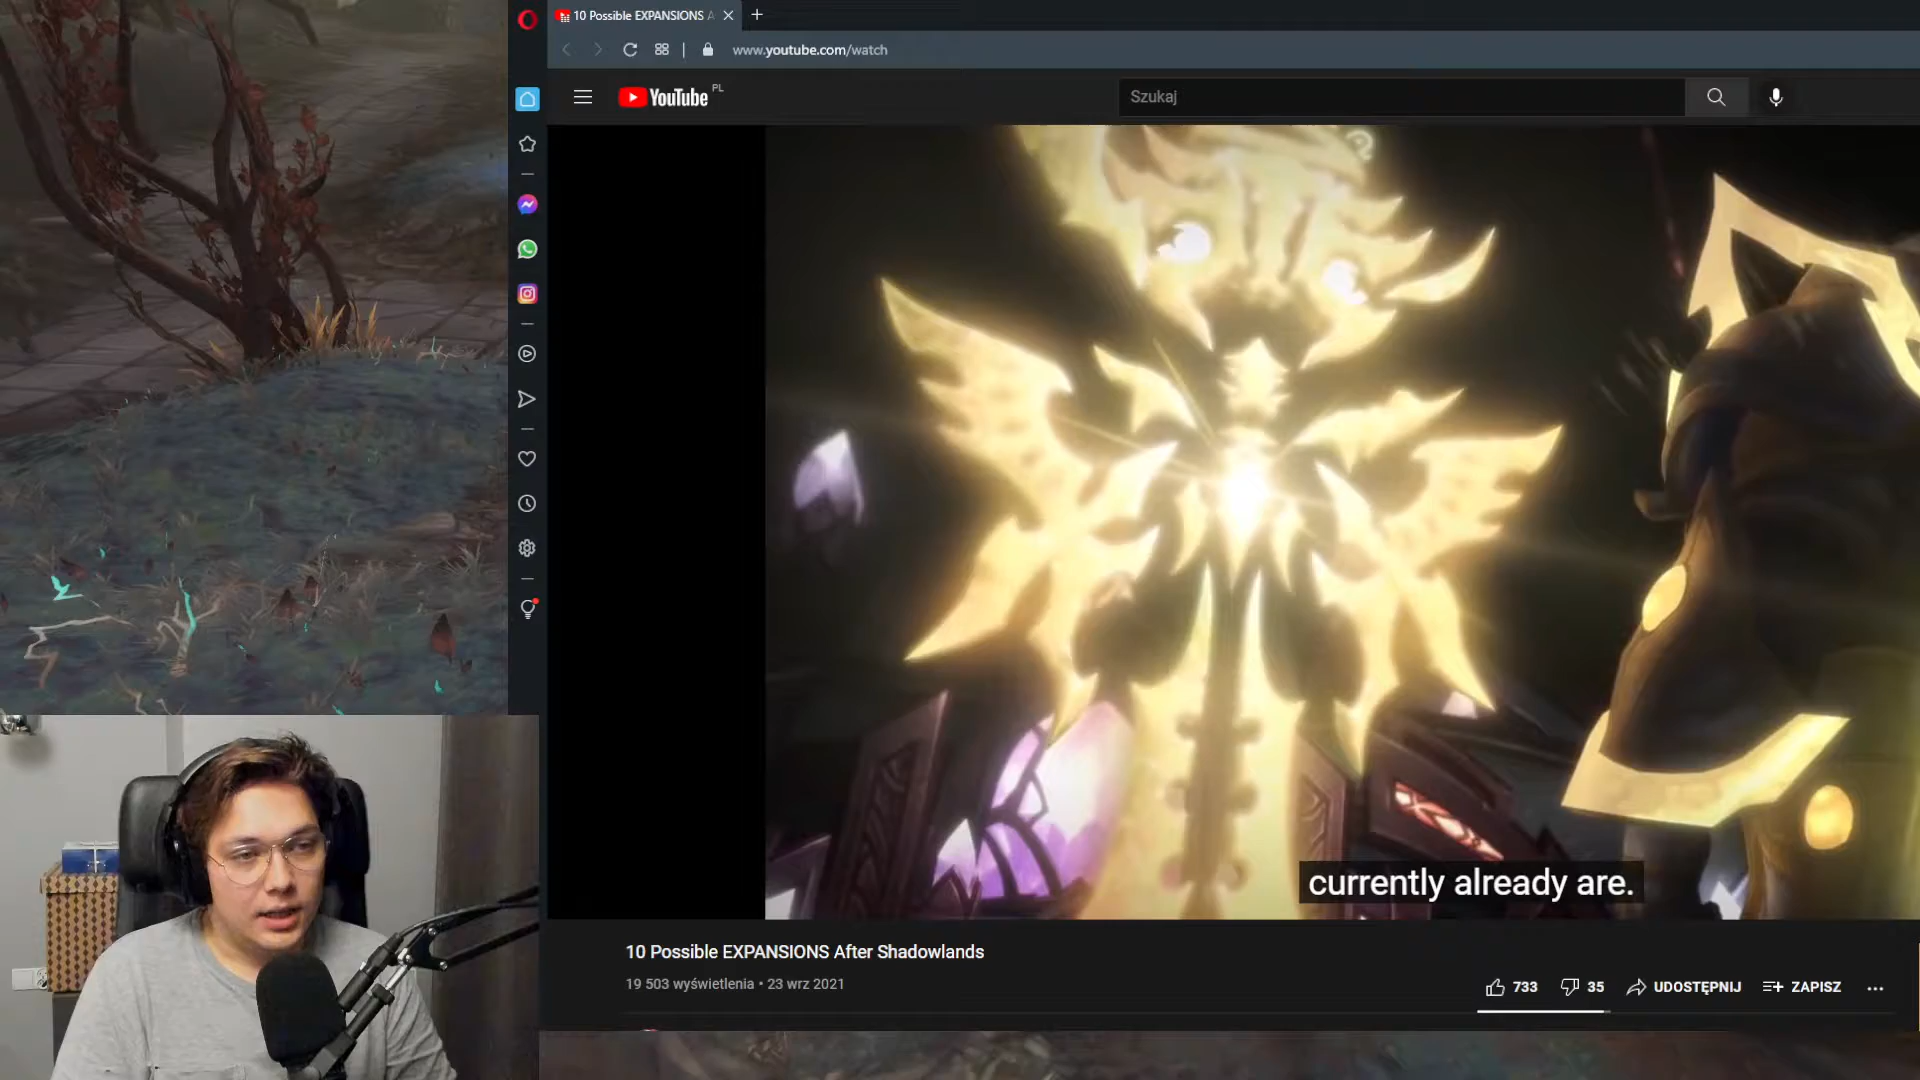 10 Possible EXPANSIONS A
www.youtube.com/watch
YouTube PL
Szukaj
currently already are.
10 Possible EXPANSIONS After Shadowlands
19 503 wyświetlenia • 23 wrz 2021
733
35
UDOSTĘPNIJ
ZAPISZ